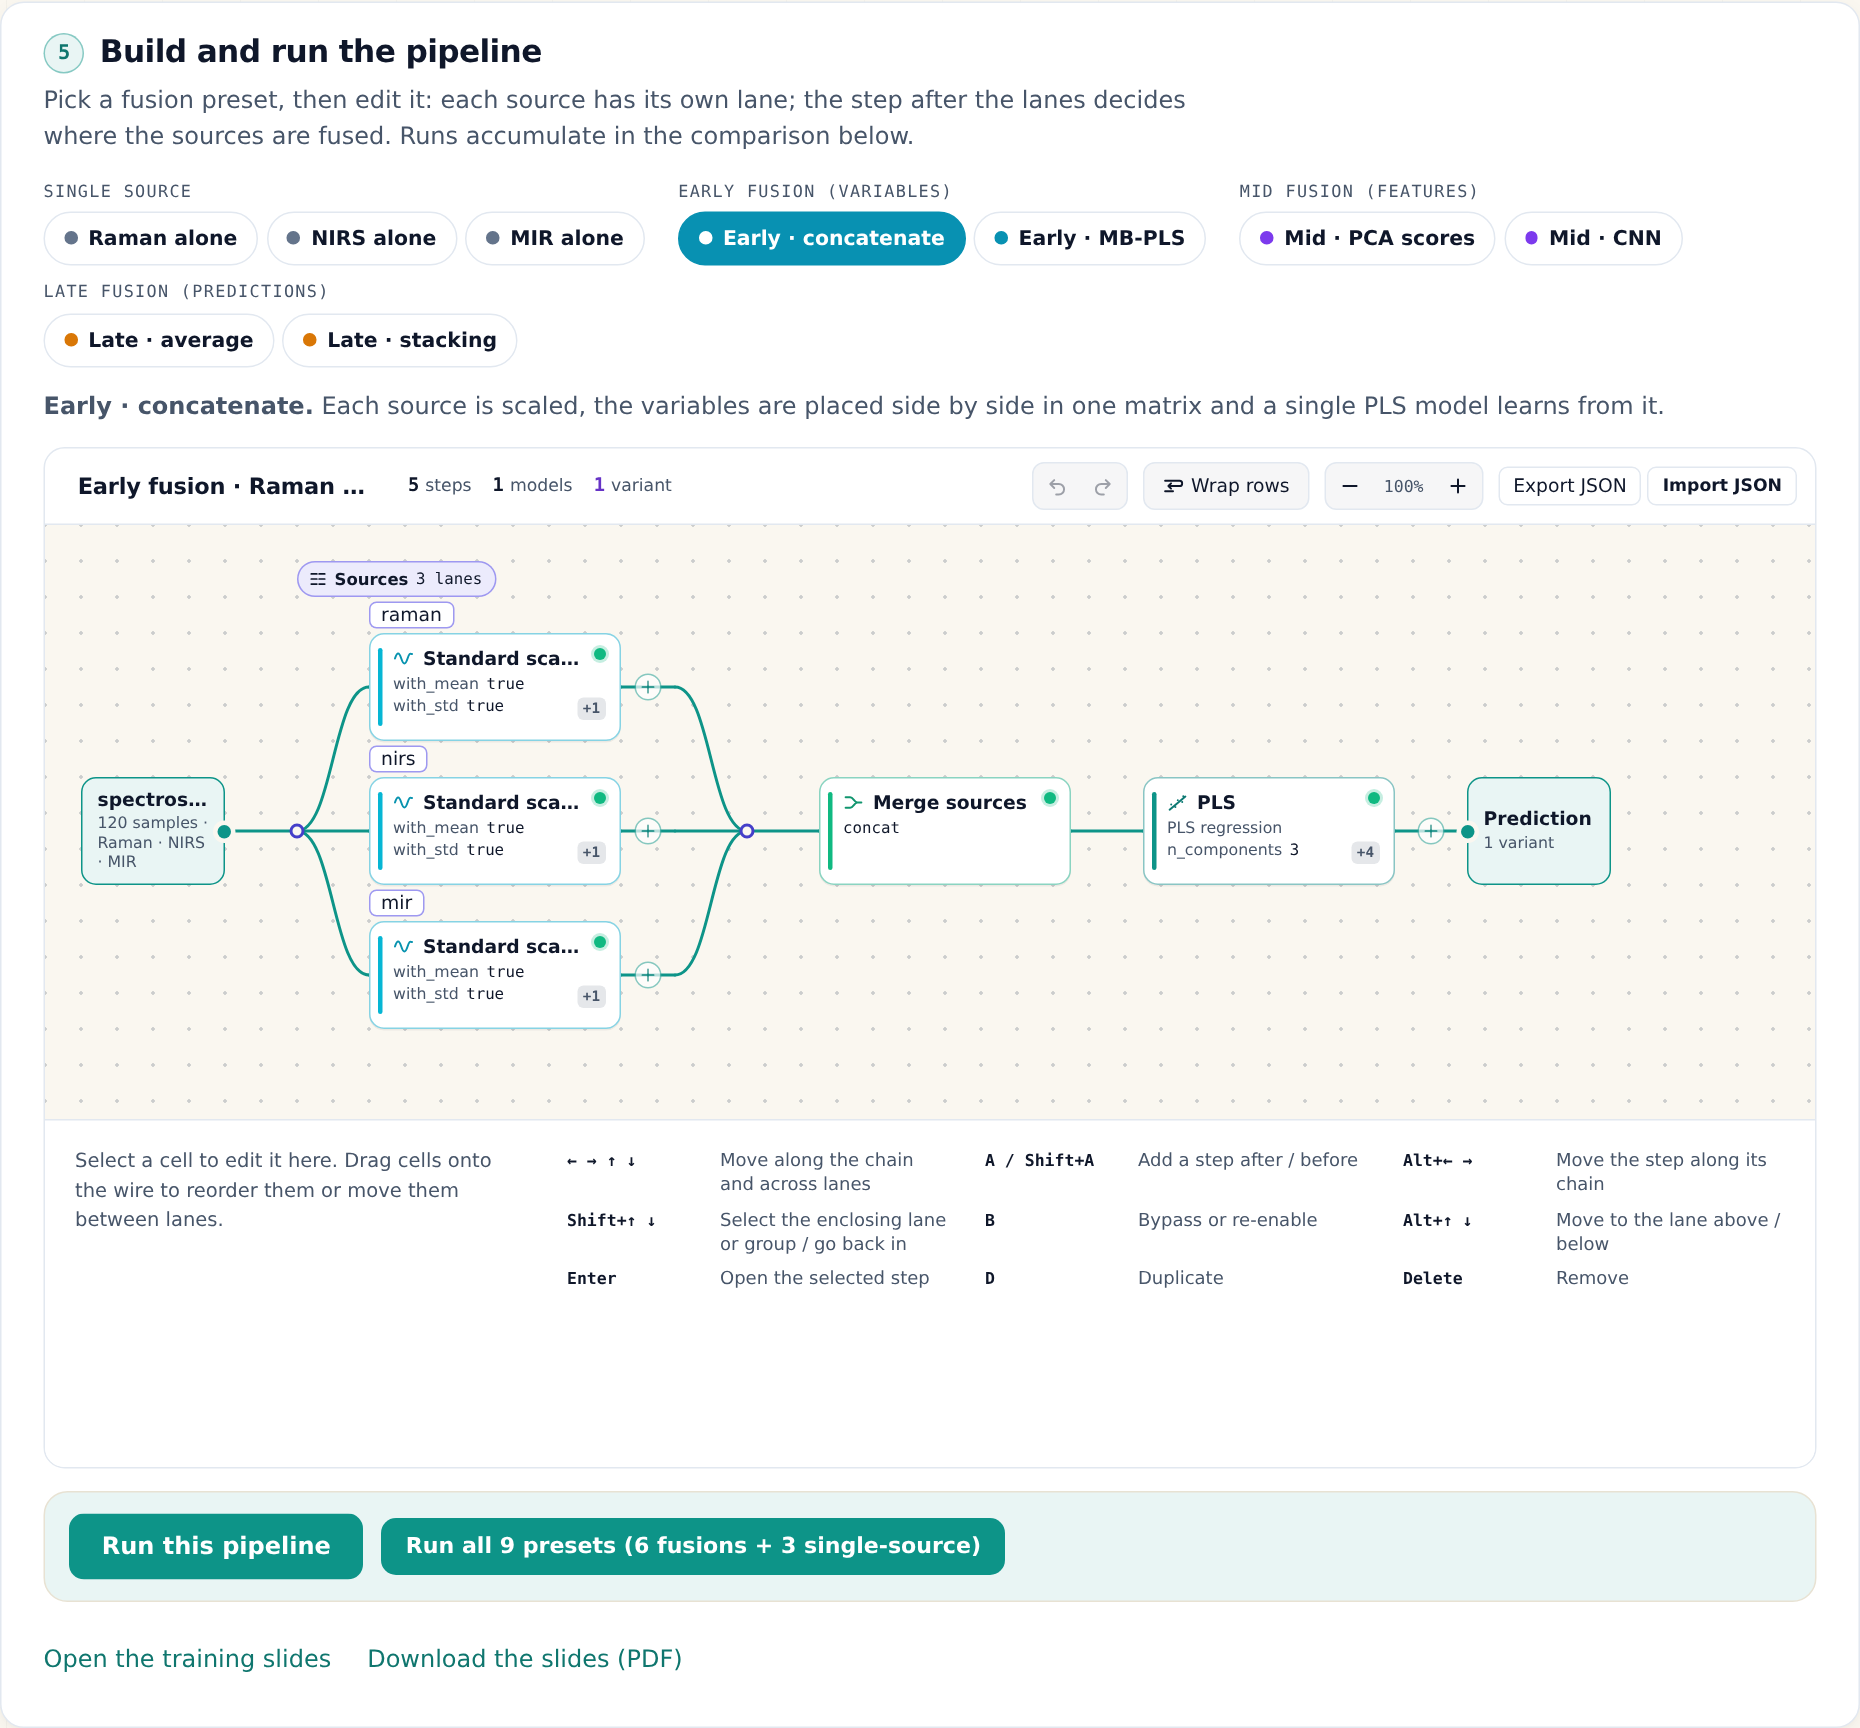 5 Build and run the pipeline
Pick a fusion preset, then edit it: each source has its own lane; the step after the lanes decides
where the sources are fused. Runs accumulate in the comparison below.
SINGLE SOURCE
Raman alone
NIRS alone
MIR alone
EARLY FUSION (VARIABLES)
Early · concatenate
Early · MB-PLS
MID FUSION (FEATURES)
Mid · PCA scores
Mid · CNN
LATE FUSION (PREDICTIONS)
Late · average
Late · stacking
Early · concatenate. Each source is scaled, the variables are placed side by side in one matrix and a single PLS model learns from it.
Early fusion · Raman …
5 steps 1 models 1 variant
Wrap rows
− 100% +
Export JSON
Import JSON
Sources 3 lanes
raman
Standard sca…
with_mean true
with_std true
+1
nirs
Standard sca…
with_mean true
with_std true
+1
mir
Standard sca…
with_mean true
with_std true
+1
spectros…
120 samples ·
Raman · NIRS
· MIR
Merge sources
concat
PLS
PLS regression
n_components 3
+4
Prediction
1 variant
Select a cell to edit it here. Drag cells onto
the wire to reorder them or move them
between lanes.
← → ↑ ↓
Move along the chain
and across lanes
A / Shift+A
Add a step after / before
Alt+← →
Move the step along its
chain
Shift+↑ ↓
Select the enclosing lane
or group / go back in
B
Bypass or re-enable
Alt+↑ ↓
Move to the lane above /
below
Enter
Open the selected step
D
Duplicate
Delete
Remove
Run this pipeline
Run all 9 presets (6 fusions + 3 single-source)
Open the training slides
Download the slides (PDF)